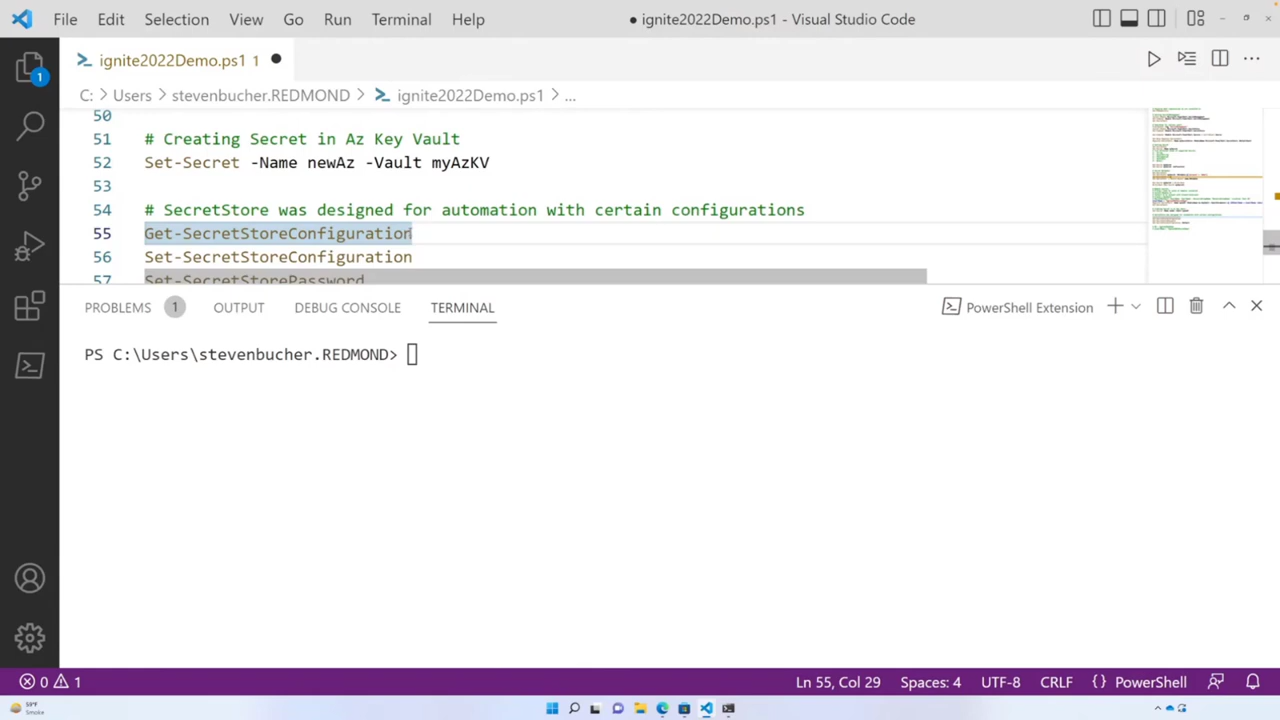 File Edit Selection View Go Run Terminal Help ● ignite2022Demo.ps1 - Visual Studio Code
ignite2022Demo.ps1 1 ●
C: > Users > stevenbucher.REDMOND > ignite2022Demo.ps1 > ...
1
50
51 # Creating Secret in Az Key Vault
52 Set-Secret -Name newAz -Vault myAzKV
53
54 # SecretStore was designed for automation with certain configurations
55 Get-SecretStoreConfiguration
56 Set-SecretStoreConfiguration
57 Set-SecretStorePassword
PROBLEMS 1 OUTPUT DEBUG CONSOLE TERMINAL PowerShell Extension
PS C:\Users\stevenbucher.REDMOND>
0 1 Ln 55, Col 29 Spaces: 4 UTF-8 CRLF {} PowerShell
59°F
Smoke